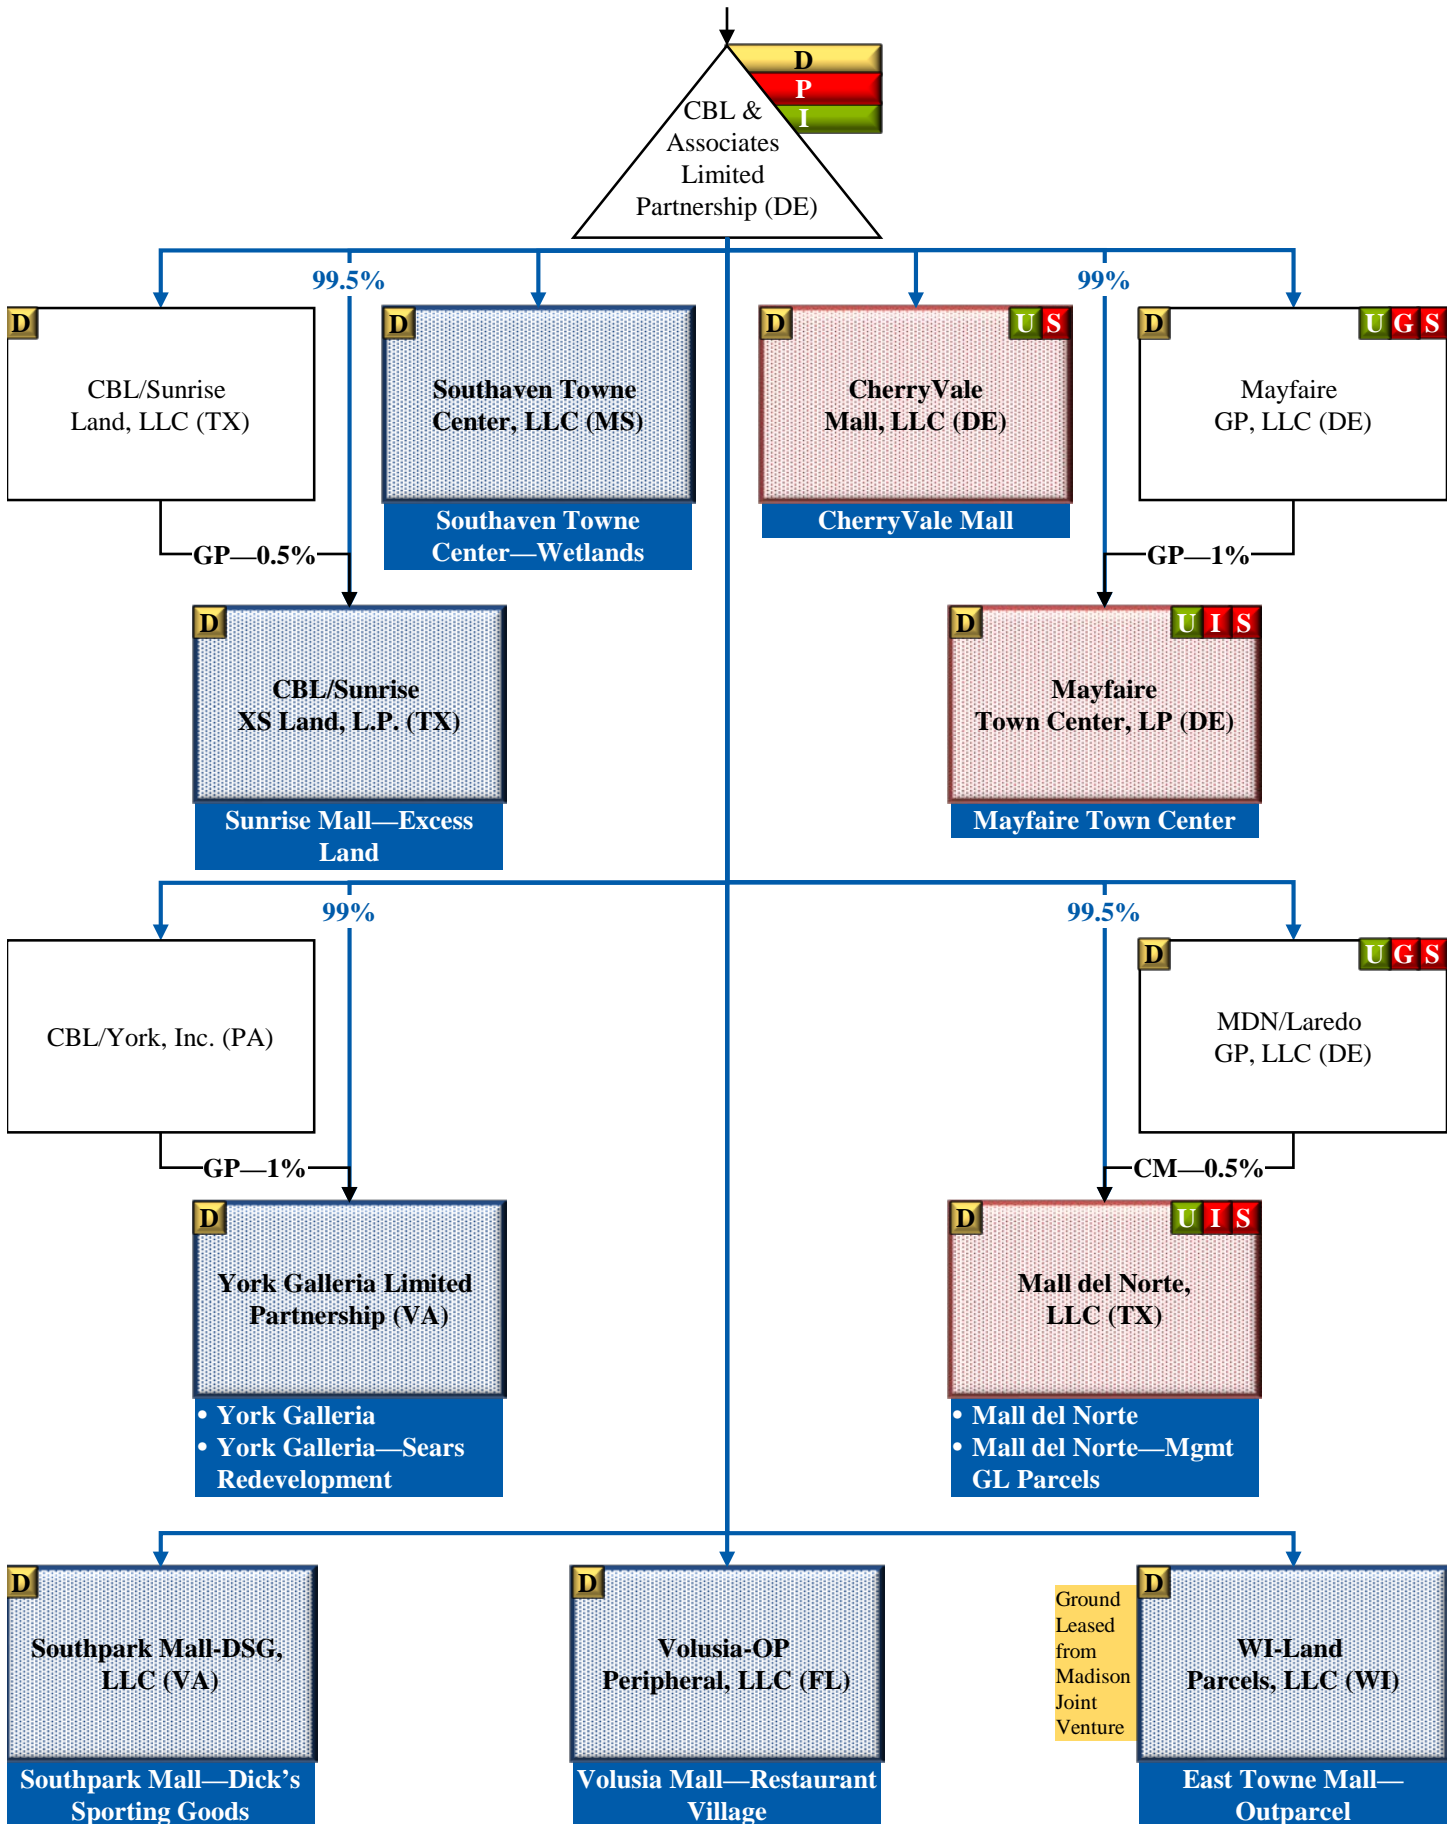 D
P
I
CBL &
Associates
Limited
Partnership (DE)
99.5%
99%
D
CBL/Sunrise
Land, LLC (TX)
D
Southaven Towne
Center, LLC (MS)
Southaven Towne
Center—Wetlands
D
U S
CherryVale
Mall, LLC (DE)
CherryVale Mall
D
U G S
Mayfaire
GP, LLC (DE)
GP—0.5%
GP—1%
D
CBL/Sunrise
XS Land, L.P. (TX)
Sunrise Mall—Excess
Land
D
U I S
Mayfaire
Town Center, LP (DE)
Mayfaire Town Center
99%
99.5%
CBL/York, Inc. (PA)
D
U G S
MDN/Laredo
GP, LLC (DE)
GP—1%
CM—0.5%
D
York Galleria Limited
Partnership (VA)
• York Galleria
• York Galleria—Sears
Redevelopment
D
U I S
Mall del Norte,
LLC (TX)
• Mall del Norte
• Mall del Norte—Mgmt
GL Parcels
D
Southpark Mall-DSG,
LLC (VA)
Southpark Mall—Dick's
Sporting Goods
D
Volusia-OP
Peripheral, LLC (FL)
Volusia Mall—Restaurant
Village
Ground
Leased
from
Madison
Joint
Venture
D
WI-Land
Parcels, LLC (WI)
East Towne Mall—
Outparcel